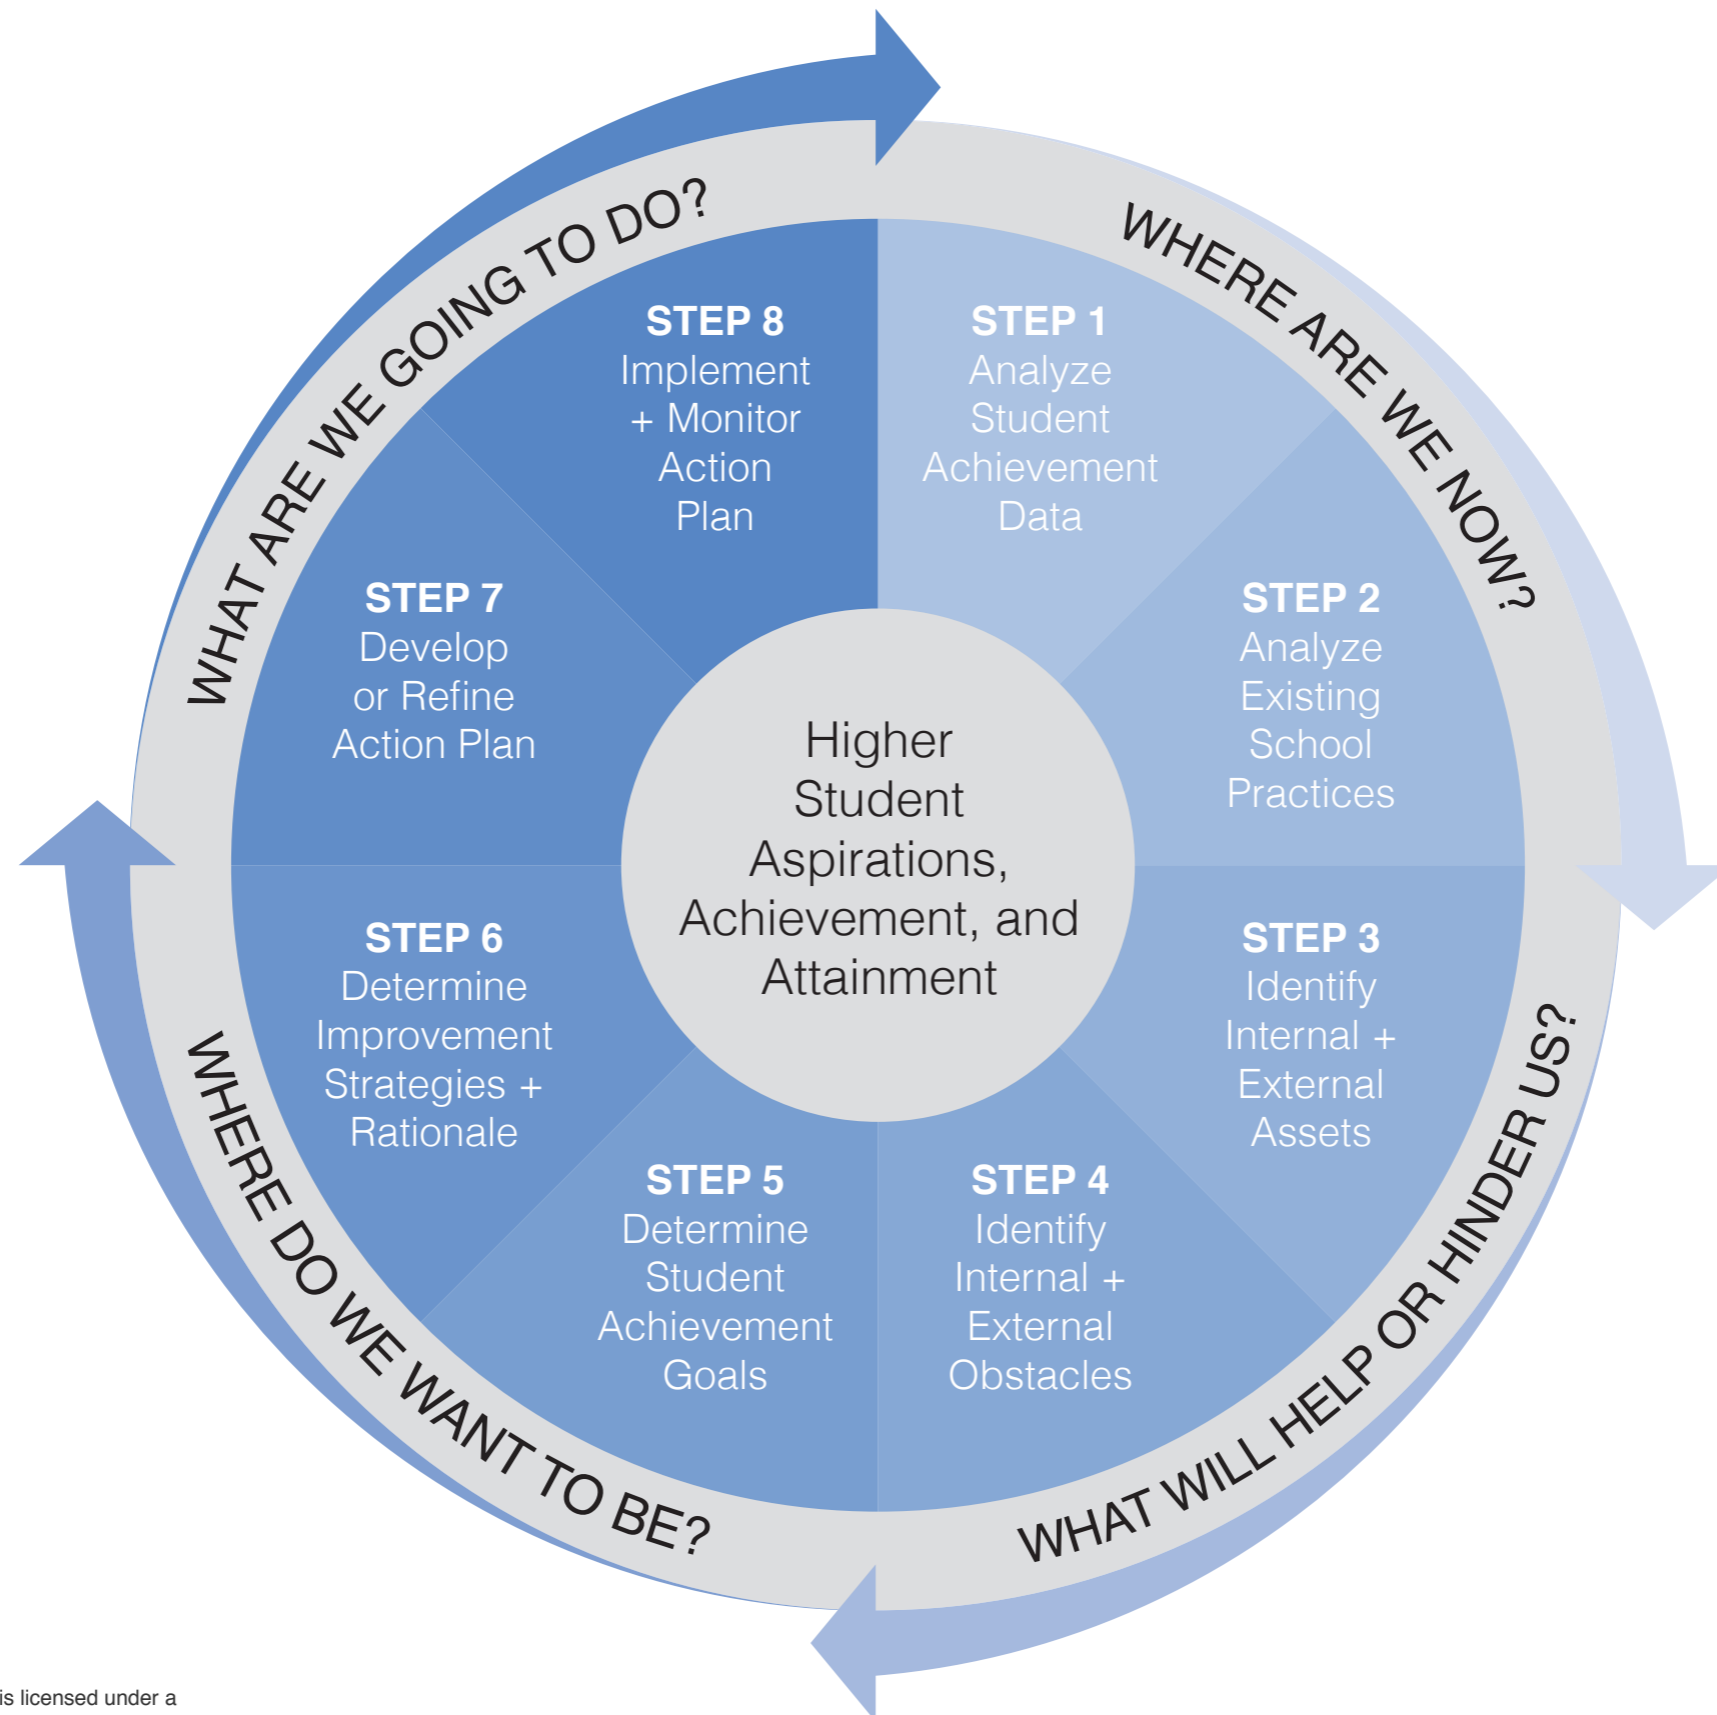 WHERE ARE WE NOW?
STEP 1
Analyze
Student
Achievement
Data
STEP 2
Analyze
Existing
School
Practices
WHAT WILL HELP OR HINDER US?
STEP 3
Identify
Internal +
External
Assets
STEP 4
Identify
Internal +
External
Obstacles
WHERE DO WE WANT TO BE?
STEP 5
Determine
Student
Achievement
Goals
STEP 6
Determine
Improvement
Strategies +
Rationale
WHAT ARE WE GOING TO DO?
STEP 7
Develop
or Refine
Action Plan
STEP 8
Implement
+ Monitor
Action
Plan
Higher
Student
Aspirations,
Achievement, and
Attainment
is licensed under a